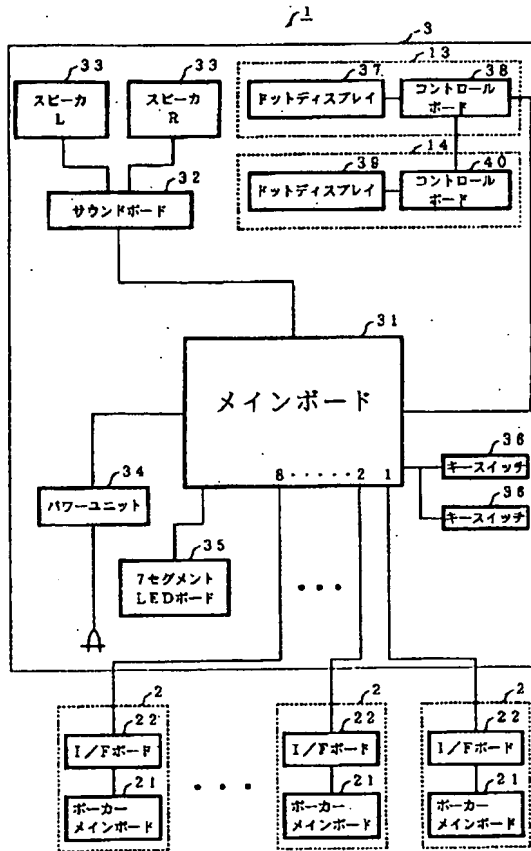 1
3
33
33
スピーカ
L
スピーカ
R
13
37
38
ドットディスプレイ
コントロール
ボード
14
39
40
ドットディスプレイ
コントロール
ボード
32
サウンドボード
31
メインボード
8・・・・・2 1
34
パワーユニット
36
キースイッチ
36
キースイッチ
35
7セグメント
LEDボード
・・・
2
2
2
22
22
22
I/Fボード
I/Fボード
I/Fボード
21
21
21
ポーカー
メインボード
・・・
ポーカー
メインボード
ポーカー
メインボード